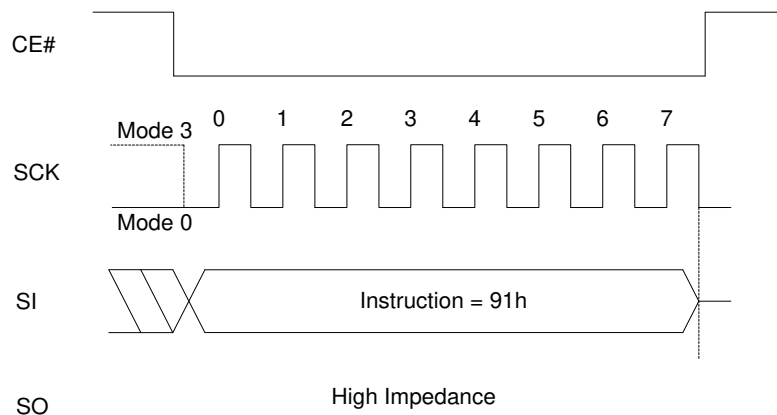 CE#
Mode 3 0 1 2 3 4 5 6 7
SCK
Mode 0
SI Instruction = 91h
SO High Impedance